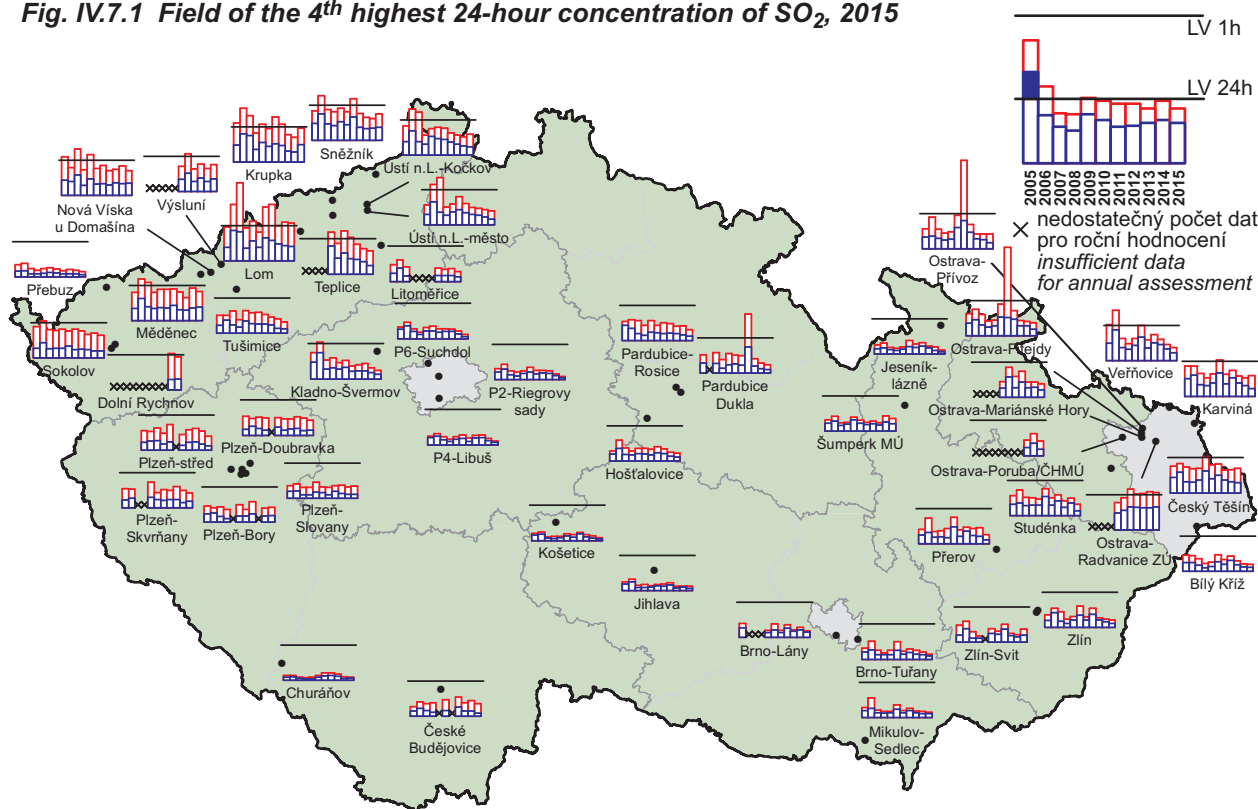 Fig. IV.7.1 Field of the 4th highest 24-hour concentration of SO2, 2015
LV 1h
LV 24h
2005
2006
2007
2008
2009
2010
2011
2012
2013
2014
2015
× nedostatečný počet dat
pro roční hodnocení
insufficient data
for annual assessment
Sněžník
Krupka
Ústí n.L.-Kočkov
Nová Víska
u Domašína
Výsluní
Ústí n.L.-město
Lom
Teplice
Litoměřice
Přebuz
Měděnec
Tušimice
Sokolov
Dolní Rychnov
Kladno-Švermov
P6-Suchdol
P2-Riegrovy
sady
P4-Libuš
Plzeň-střed
Plzeň-Doubravka
Plzeň-
Skvrňany
Plzeň-Bory
Plzeň-
Slovany
Pardubice-
Rosice
Pardubice
Dukla
Hošťalovice
Košetice
Jihlava
Churáňov
České
Budějovice
Brno-Lány
Brno-Tuřany
Mikulov-
Sedlec
Jeseník-
lázně
Šumperk MÚ
Ostrava-
Přívoz
Ostrava-Fifejdy
Ostrava-Mariánské Hory
Ostrava-Poruba/ČHMÚ
Věřňovice
Karviná
Studénka
Ostrava-
Radvanice ZÚ
Český Těšín
Bílý Kříž
Přerov
Zlín-Svit
Zlín